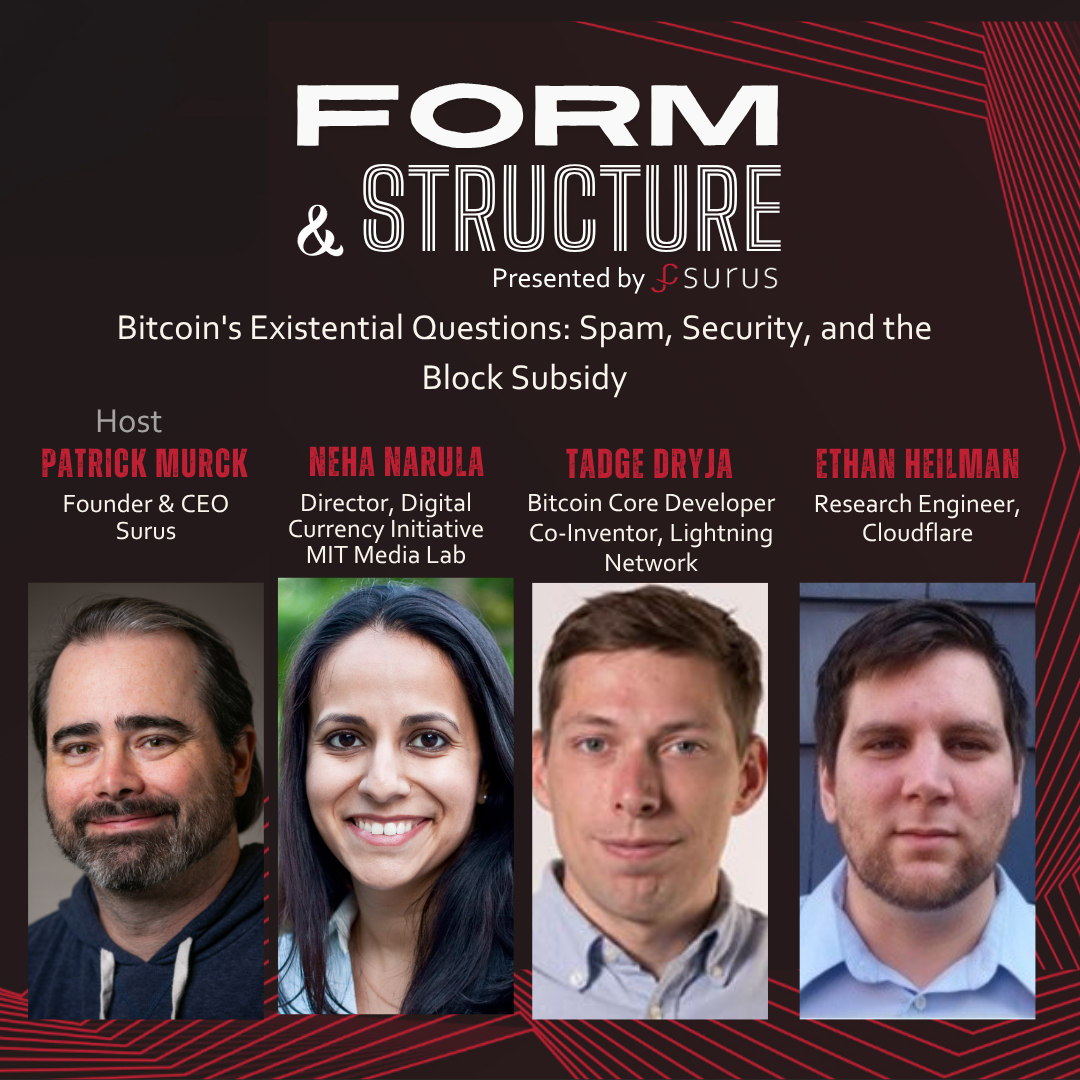 FORM
& STRUCTURE
Presented by surus
Bitcoin's Existential Questions: Spam, Security, and the
Block Subsidy
Host
PATRICK MURCK
Founder & CEO
Surus
NEHA NARULA
Director, Digital
Currency Initiative
MIT Media Lab
TADGE DRYJA
Bitcoin Core Developer
Co-Inventor, Lightning
Network
ETHAN HEILMAN
Research Engineer,
Cloudflare